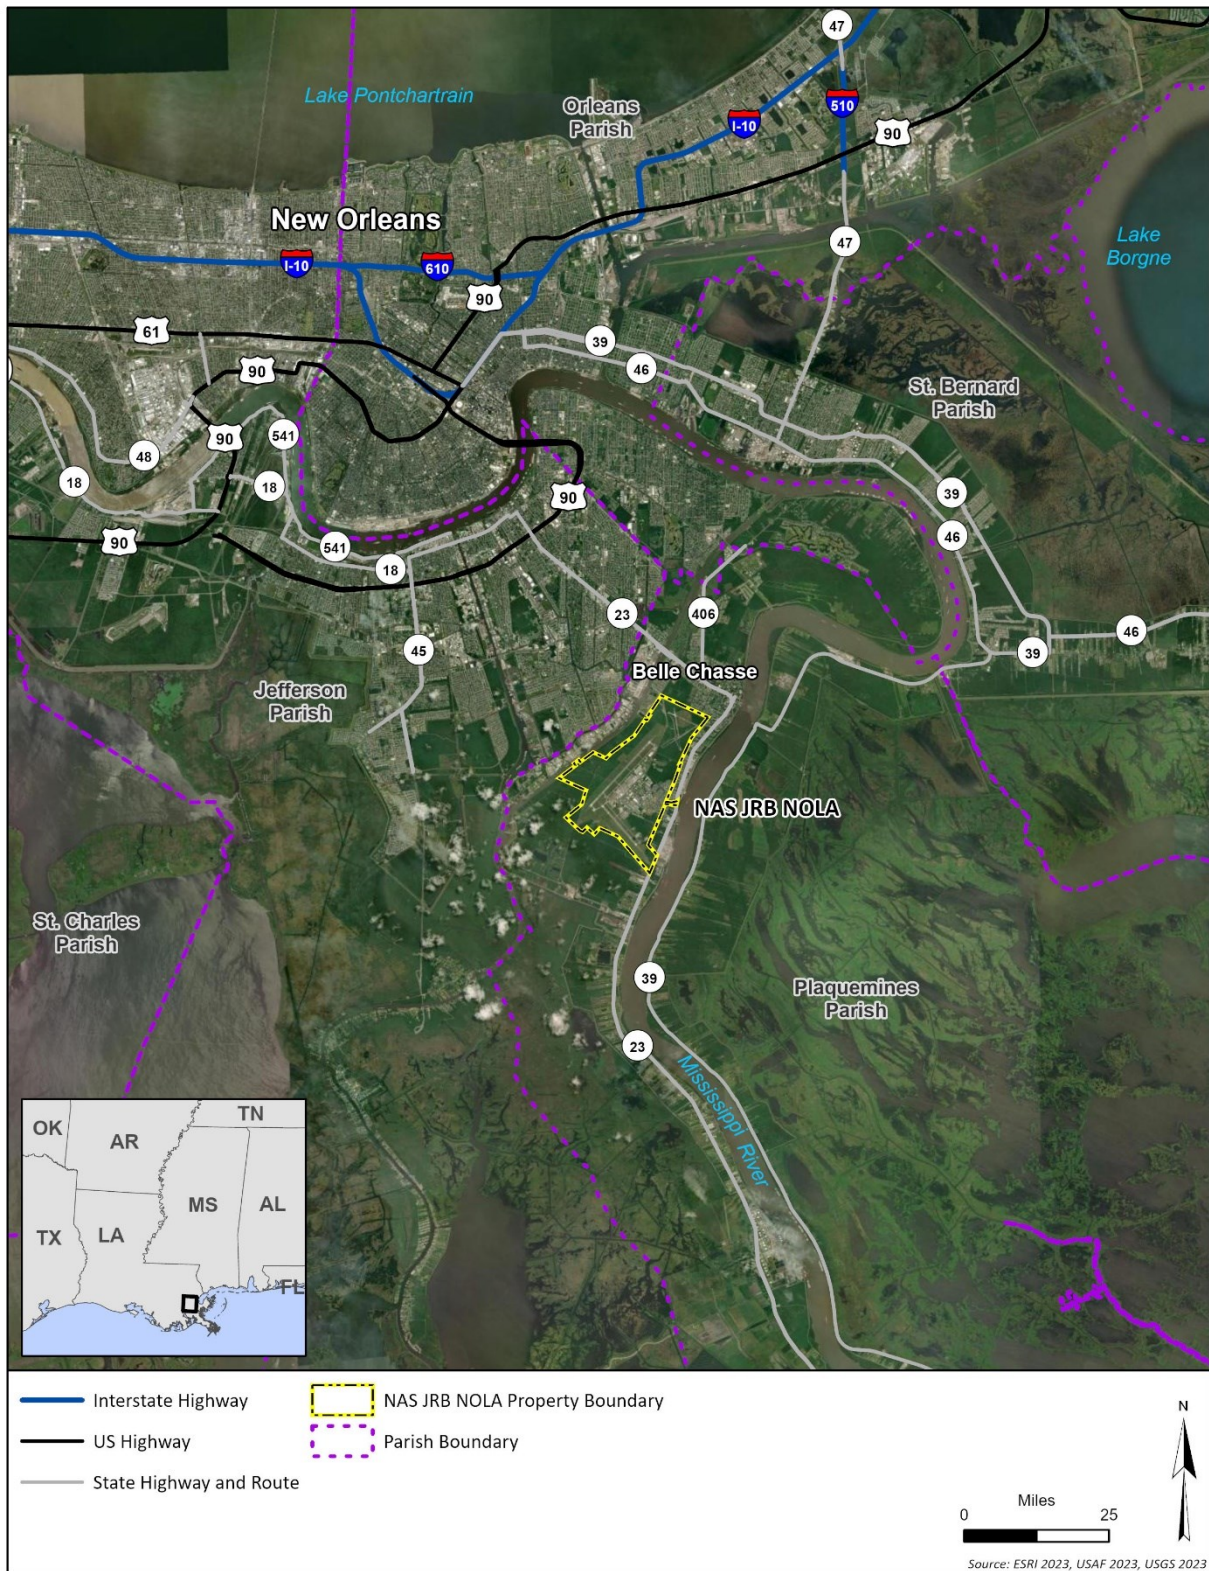 47
Lake Pontchartrain
Orleans
Parish
I-10
510
90
New Orleans
47
Lake
Borgne
I-10
610
90
61
90
39
46
St. Bernard
Parish
90
541
48
18
18
90
39
46
90
541
18
23
406
46
39
45
Belle Chasse
Jefferson
Parish
NAS JRB NOLA
St. Charles
Parish
39
Plaquemines
Parish
23
Mississippi River
OK
AR
TN
TX
LA
MS
AL
FL
Interstate Highway
US Highway
State Highway and Route
NAS JRB NOLA Property Boundary
Parish Boundary
N
Miles
0 25
Source: ESRI 2023, USAF 2023, USGS 2023